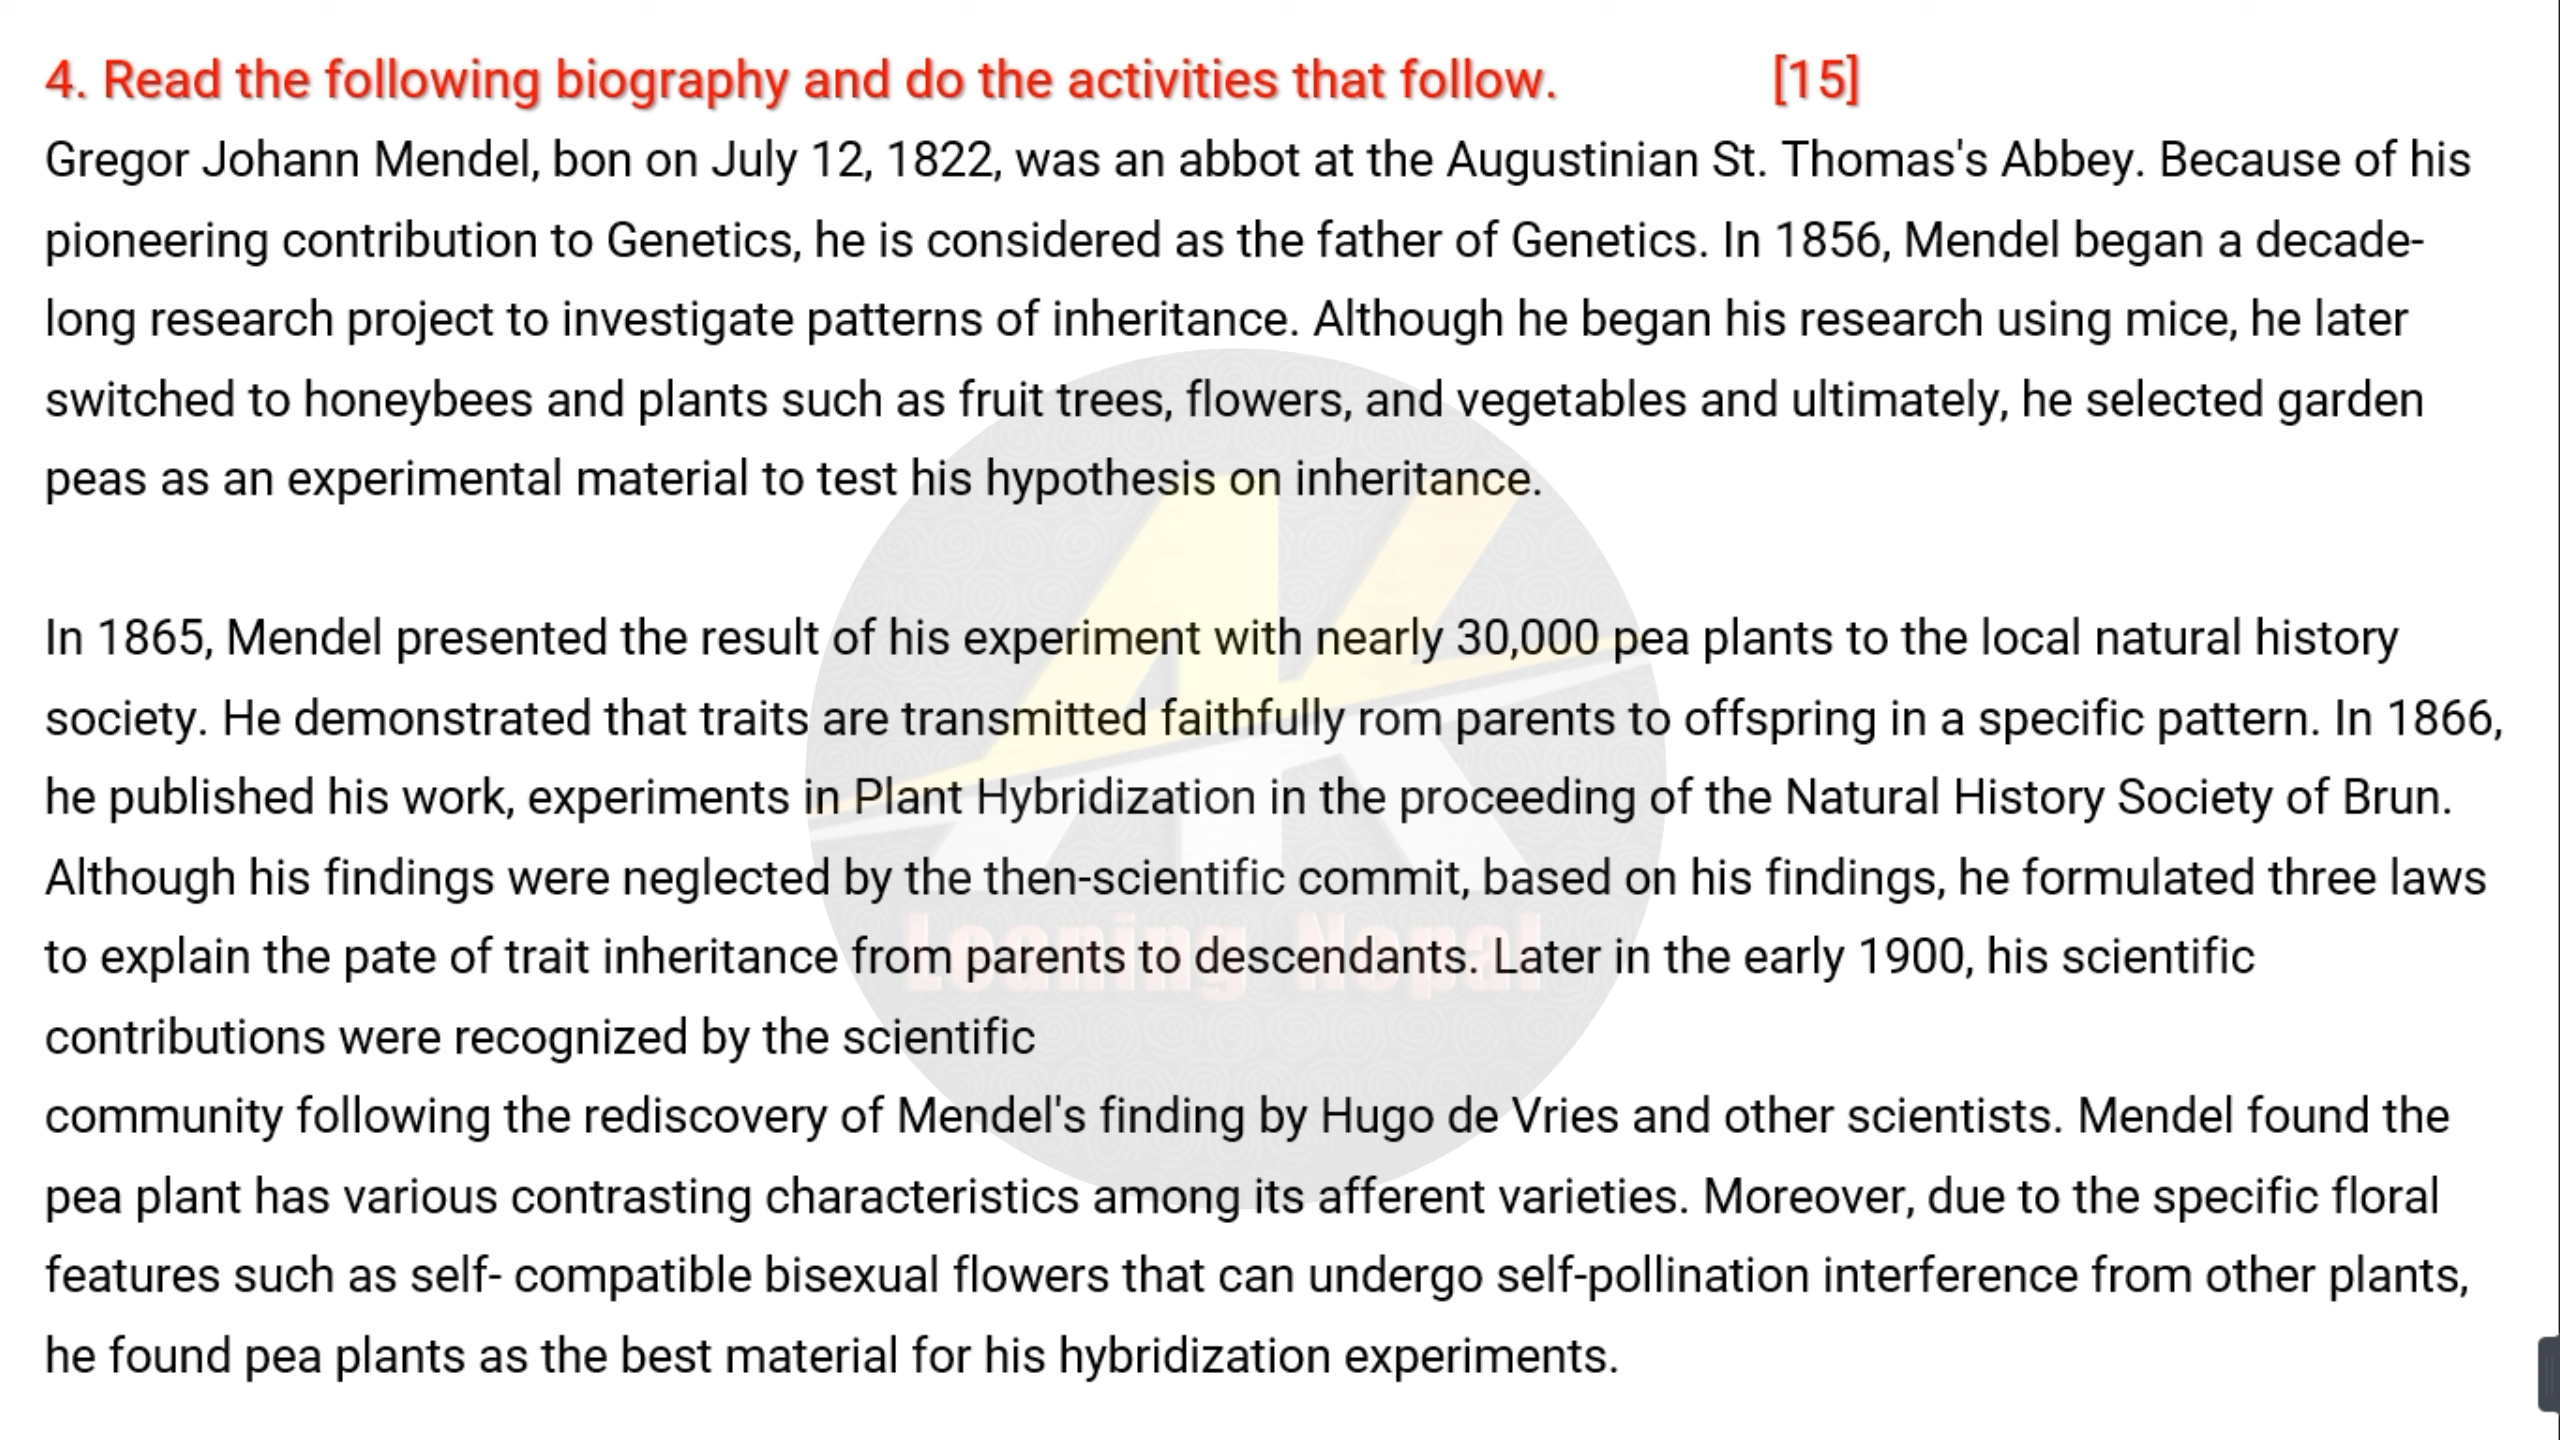 4. Read the following biography and do the activities that follow. [15]
Gregor Johann Mendel, bon on July 12, 1822, was an abbot at the Augustinian St. Thomas's Abbey. Because of his
pioneering contribution to Genetics, he is considered as the father of Genetics. In 1856, Mendel began a decade-
long research project to investigate patterns of inheritance. Although he began his research using mice, he later
switched to honeybees and plants such as fruit trees, flowers, and vegetables and ultimately, he selected garden
peas as an experimental material to test his hypothesis on inheritance.
In 1865, Mendel presented the result of his experiment with nearly 30,000 pea plants to the local natural history
society. He demonstrated that traits are transmitted faithfully rom parents to offspring in a specific pattern. In 1866,
he published his work, experiments in Plant Hybridization in the proceeding of the Natural History Society of Brun.
Although his findings were neglected by the then-scientific commit, based on his findings, he formulated three laws
to explain the pate of trait inheritance from parents to descendants. Later in the early 1900, his scientific
contributions were recognized by the scientific
community following the rediscovery of Mendel's finding by Hugo de Vries and other scientists. Mendel found the
pea plant has various contrasting characteristics among its afferent varieties. Moreover, due to the specific floral
features such as self- compatible bisexual flowers that can undergo self-pollination interference from other plants,
he found pea plants as the best material for his hybridization experiments.
AK
Leaning Nepal